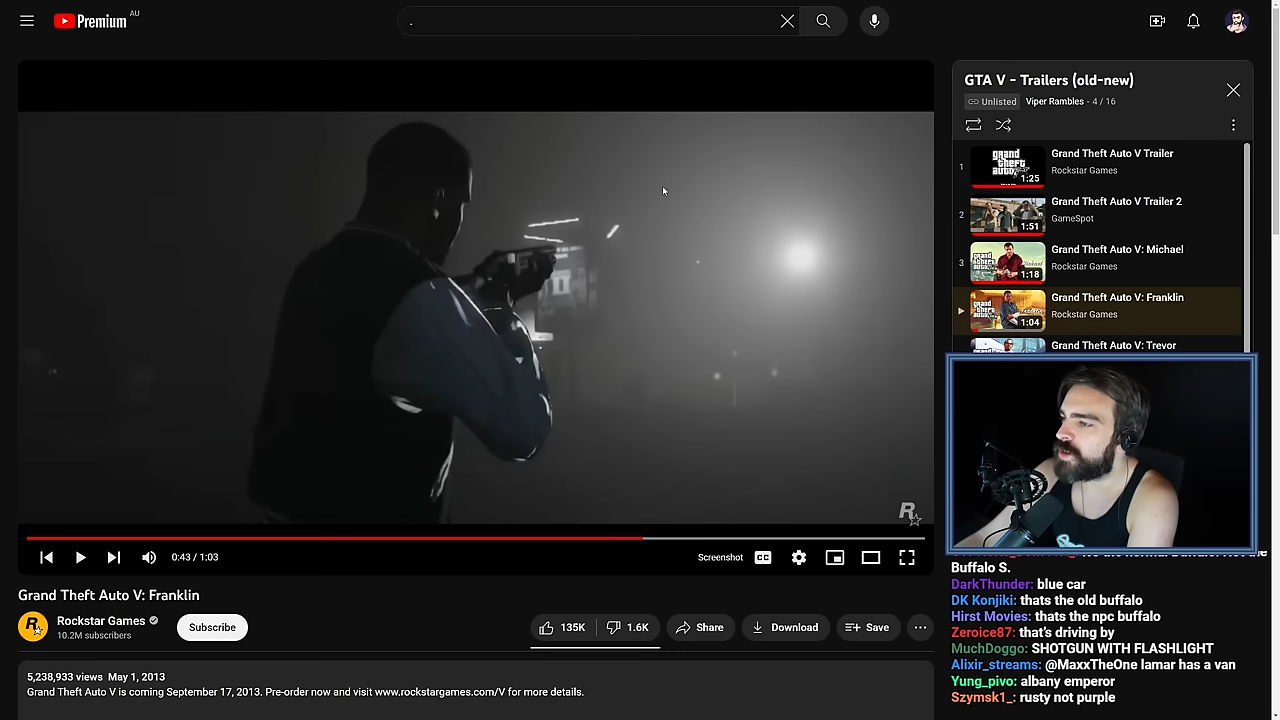 Premium AU
.
GTA V - Trailers (old-new)
Unlisted Viper Rambles - 4 / 16
1
Grand Theft Auto V Trailer
Rockstar Games
grand theft auto
1:25
2
Grand Theft Auto V Trailer 2
GameSpot
1:51
3
Grand Theft Auto V: Michael
Rockstar Games
1:18
Grand Theft Auto V: Franklin
Rockstar Games
1:04
Grand Theft Auto V: Trevor
R
0:43 / 1:03
Screenshot
CC
Grand Theft Auto V: Franklin
Rockstar Games
10.2M subscribers
Subscribe
135K
1.6K
Share
Download
Save
5,238,933 views May 1, 2013
Grand Theft Auto V is coming September 17, 2013. Pre-order now and visit www.rockstargames.com/V for more details.
Buffalo S.
DarkThunder: blue car
DK Konjiki: thats the old buffalo
Hirst Movies: thats the npc buffalo
Zeroice87: that's driving by
MuchDoggo: SHOTGUN WITH FLASHLIGHT
Alixir_streams: @MaxxTheOne lamar has a van
Yung_pivo: albany emperor
Szymsk1_: rusty not purple